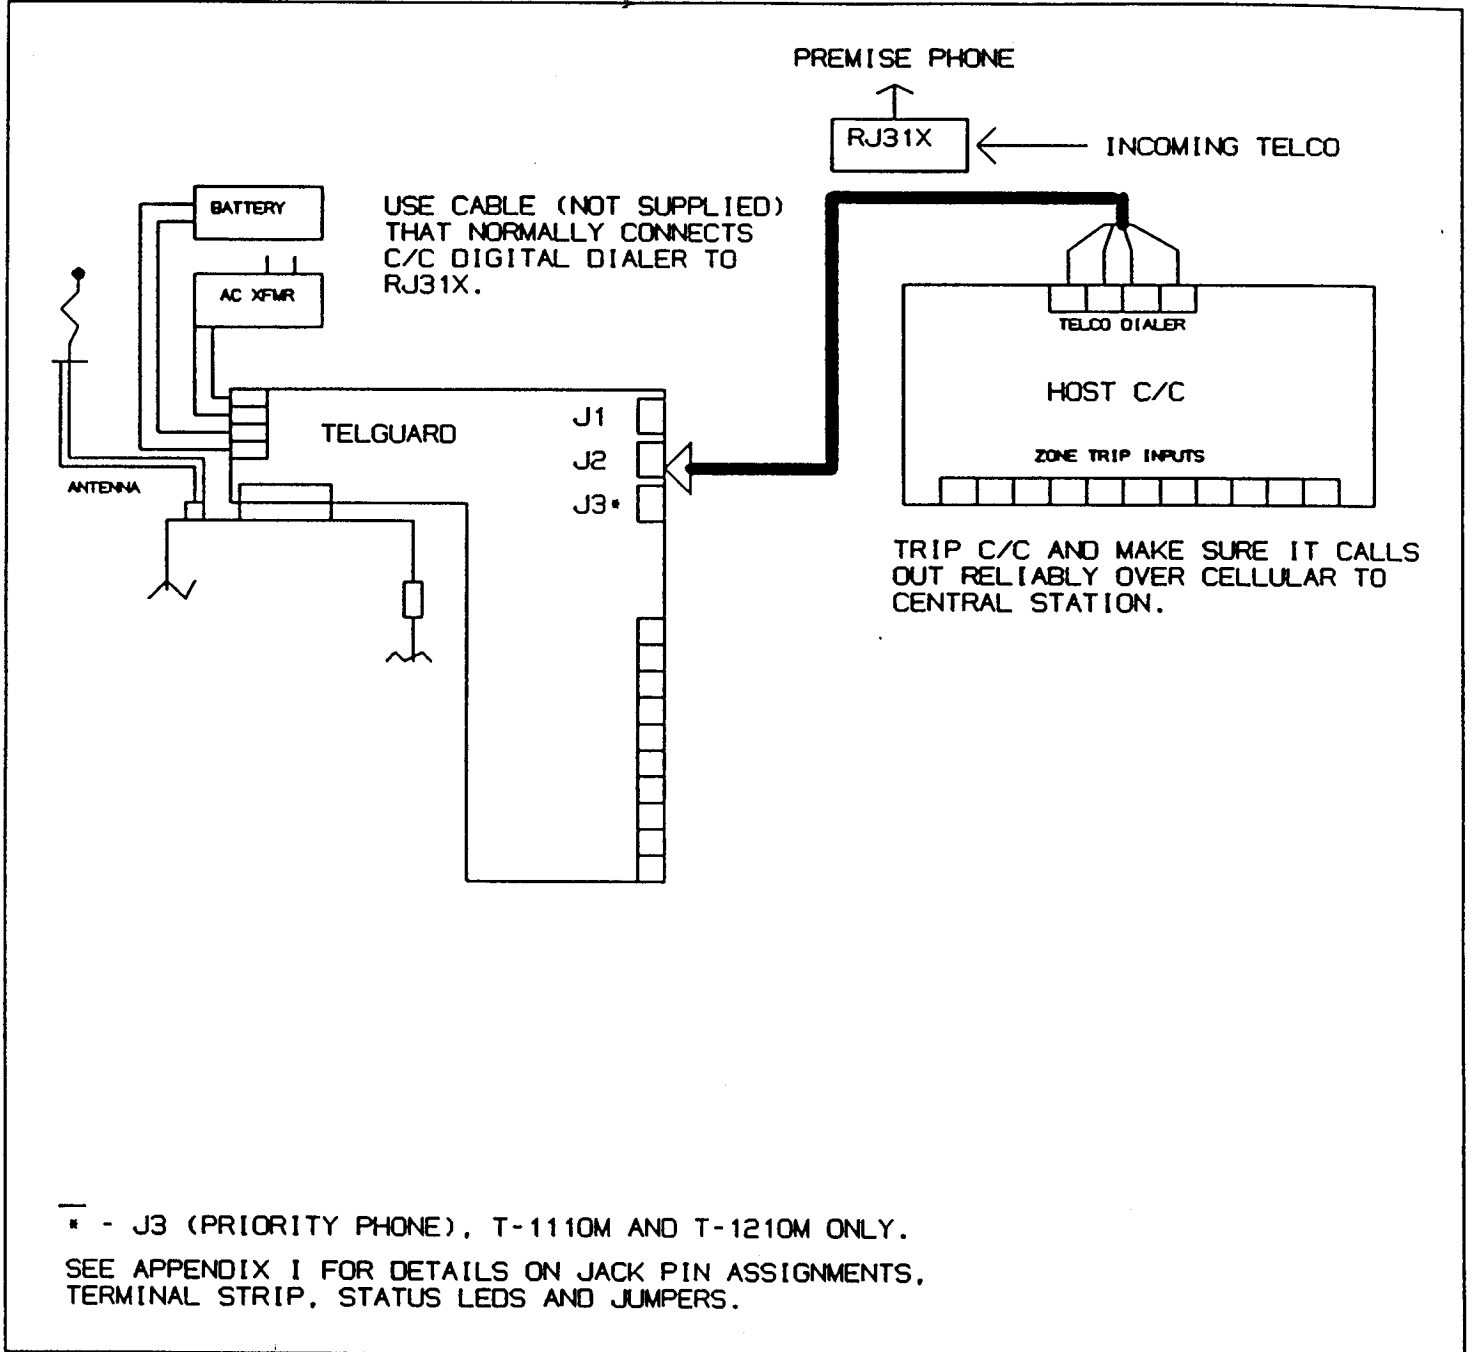 PREMISE PHONE
RJ31X
INCOMING TELCO
BATTERY
USE CABLE (NOT SUPPLIED)
THAT NORMALLY CONNECTS
C/C DIGITAL DIALER TO
RJ31X.
AC XFMR
TELCO DIALER
HOST C/C
ZONE TRIP INPUTS
TELGUARD
J1
J2
J3*
ANTENNA
TRIP C/C AND MAKE SURE IT CALLS
OUT RELIABLY OVER CELLULAR TO
CENTRAL STATION.
* - J3 (PRIORITY PHONE), T-1110M AND T-1210M ONLY.
SEE APPENDIX I FOR DETAILS ON JACK PIN ASSIGNMENTS,
TERMINAL STRIP, STATUS LEDS AND JUMPERS.